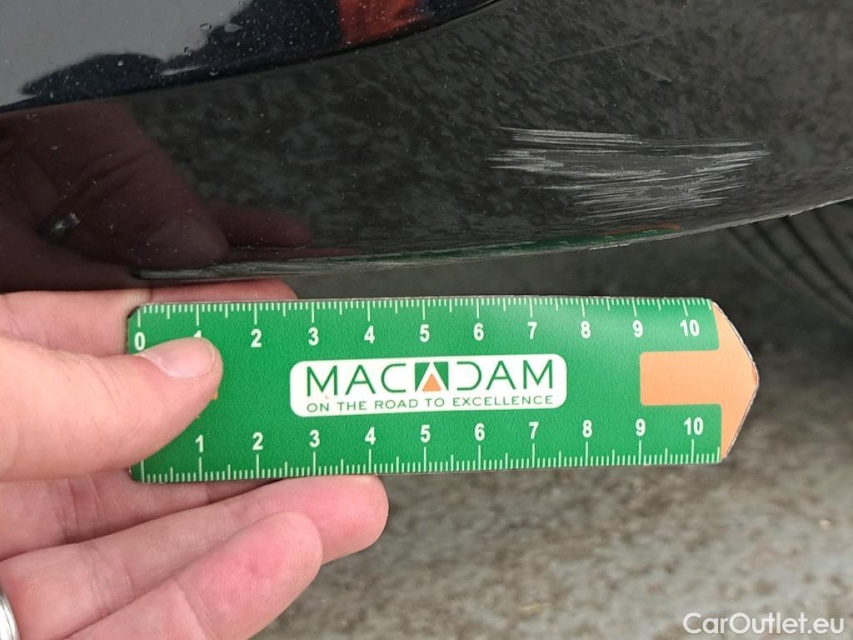 0 1 2 3 4 5 6 7 8 9 10
MACADAM
ON THE ROAD TO EXCELLENCE
1 2 3 4 5 6 7 8 9 10
CarOutlet.eu